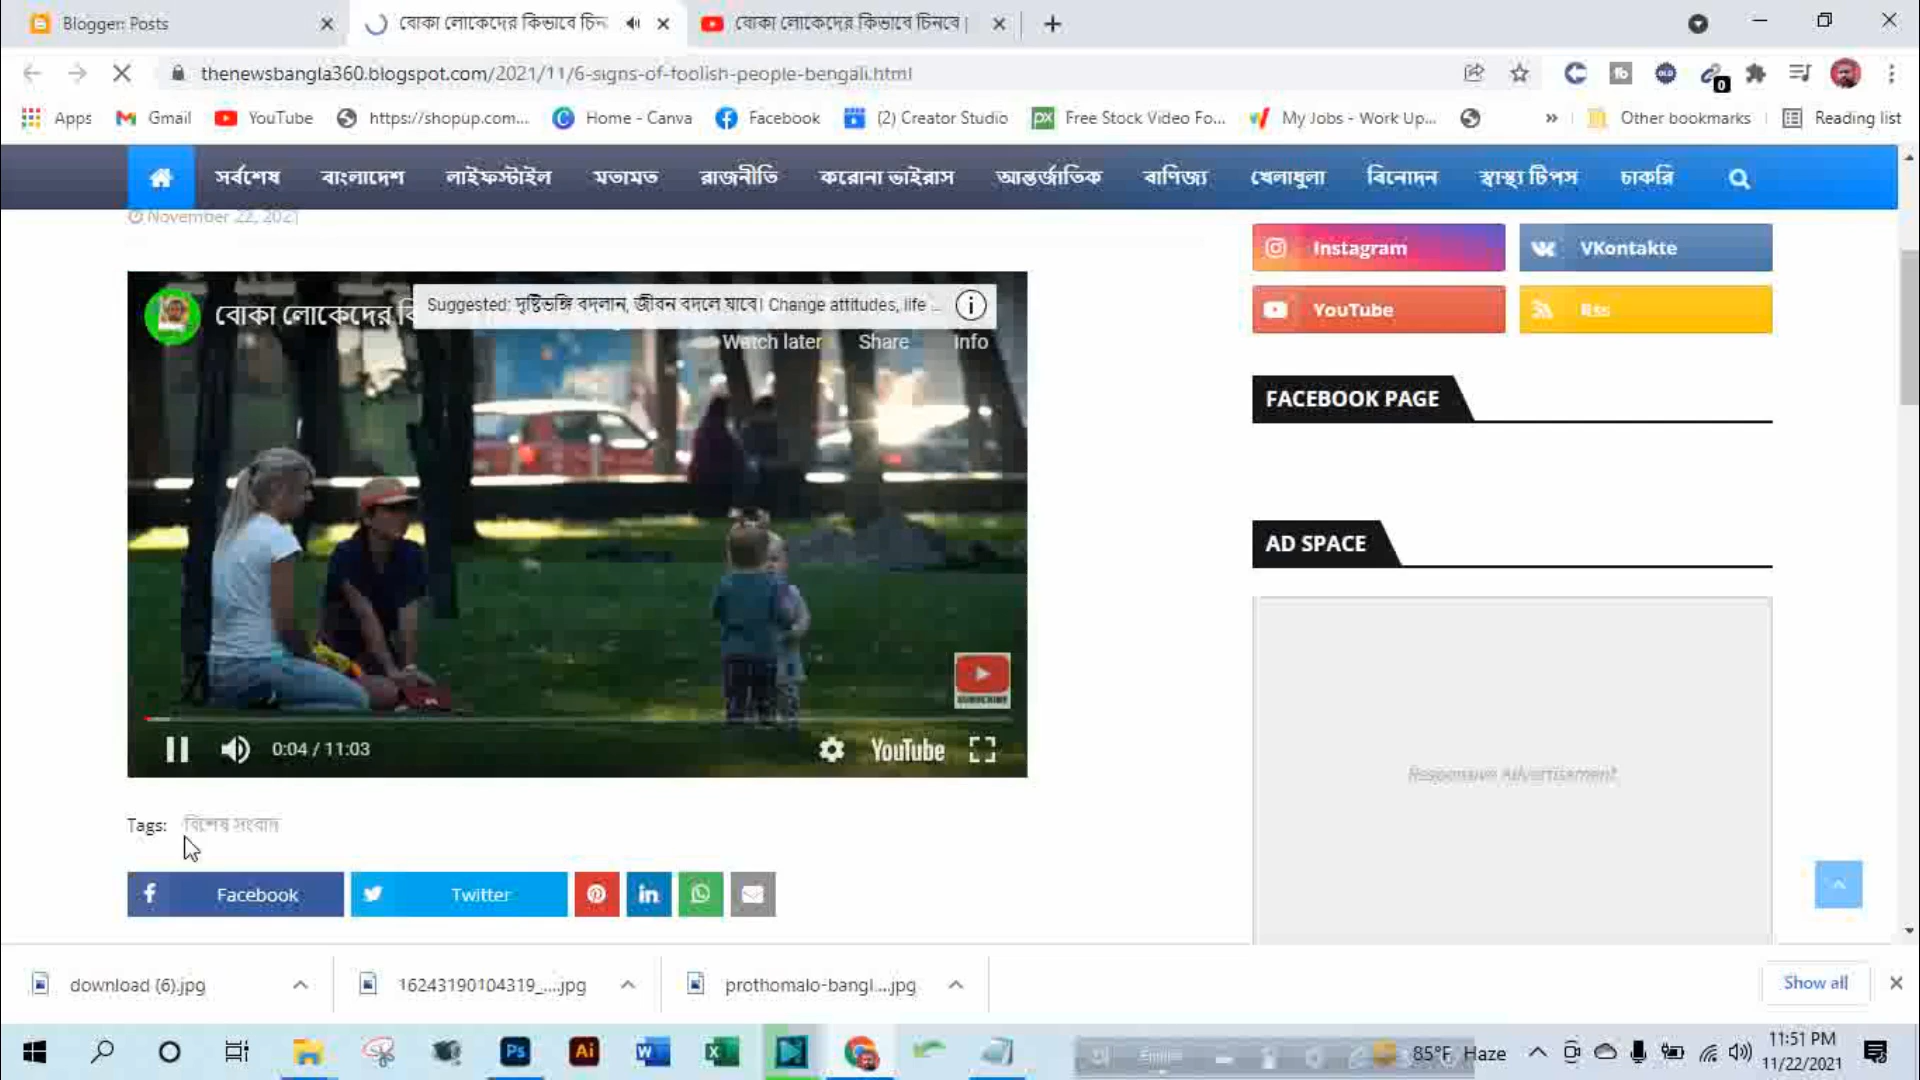 Blogger: Posts
বোকা লোকেদের কিভাবে চিন
বোকা লোকেদের কিভাবে চিনবে |
thenewsbangla360.blogspot.com/2021/11/6-signs-of-foolish-people-bengali.html
Apps
Gmail
YouTube
https://shopup.com...
Home - Canva
Facebook
(2) Creator Studio
Free Stock Video Fo...
My Jobs - Work Up...
»
Other bookmarks
Reading list
সর্বশেষ
বাংলাদেশ
লাইফস্টাইল
মতামত
রাজনীতি
করোনা ভাইরাস
আন্তর্জাতিক
বাণিজ্য
খেলাধুলা
বিনোদন
স্বাস্থ্য টিপস
চাকরি
November 22, 2021
Instagram
VKontakte
YouTube
Rss
বোকা লোকেদের কি
Suggested: দৃষ্টিভঙ্গি বদলান, জীবন বদলে যাবে। Change attitudes, life ...
Watch later
Share
Info
FACEBOOK PAGE
AD SPACE
SUBSCRIBE
0:04 / 11:03
YouTube
Responsive Advertisement
Tags:
বিশেষ সংবাদ
Facebook
Twitter
download (6).jpg
16243190104319_....jpg
prothomalo-bangl....jpg
Show all
85°F Haze
11:51 PM
11/22/2021